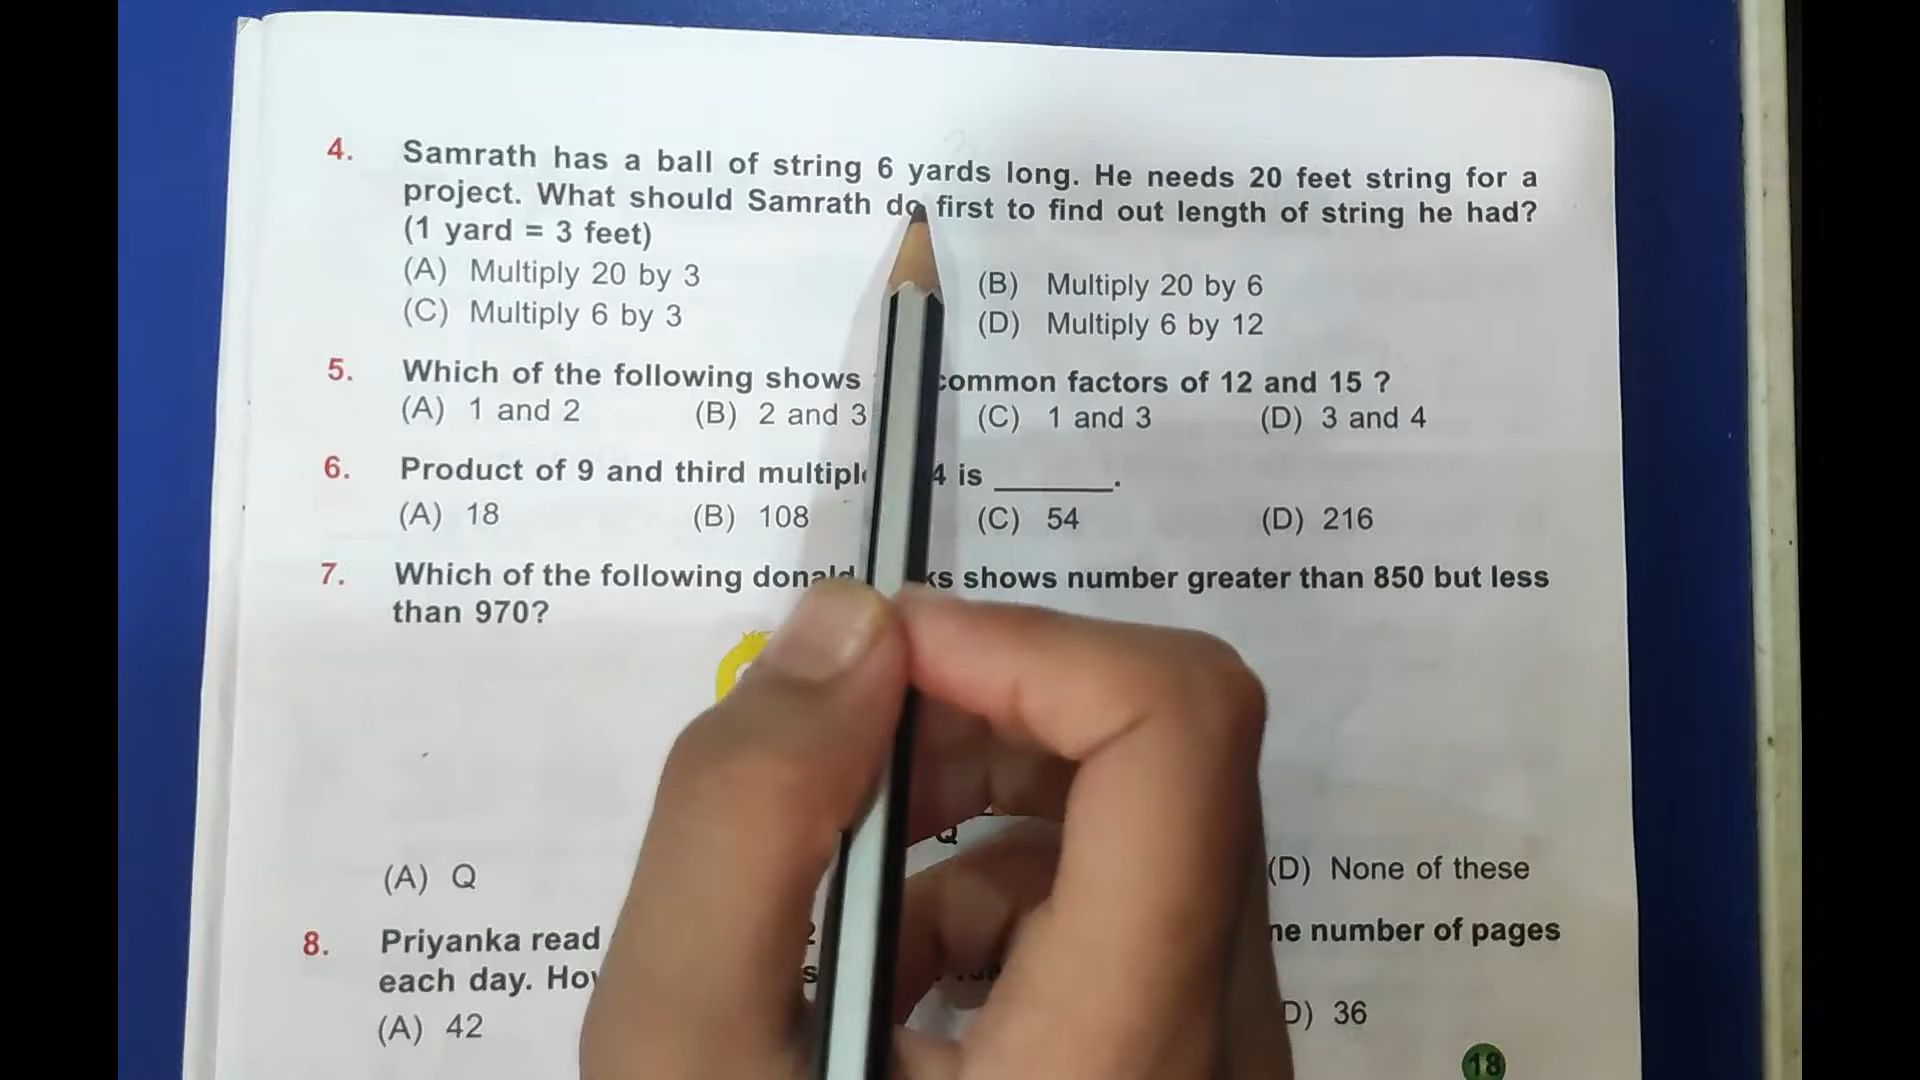 4. Samrath has a ball of string 6 yards long. He needs 20 feet string for a
project. What should Samrath do first to find out length of string he had?
(1 yard = 3 feet)
(A) Multiply 20 by 3 (B) Multiply 20 by 6
(C) Multiply 6 by 3 (D) Multiply 6 by 12
5. Which of the following shows common factors of 12 and 15 ?
(A) 1 and 2 (B) 2 and 3 (C) 1 and 3 (D) 3 and 4
6. Product of 9 and third multiple 4 is ________.
(A) 18 (B) 108 (C) 54 (D) 216
7. Which of the following donald shows number greater than 850 but less
than 970?
Q
(A) Q (D) None of these
8. Priyanka read number of pages
each day.
(A) 42 (D) 36
18